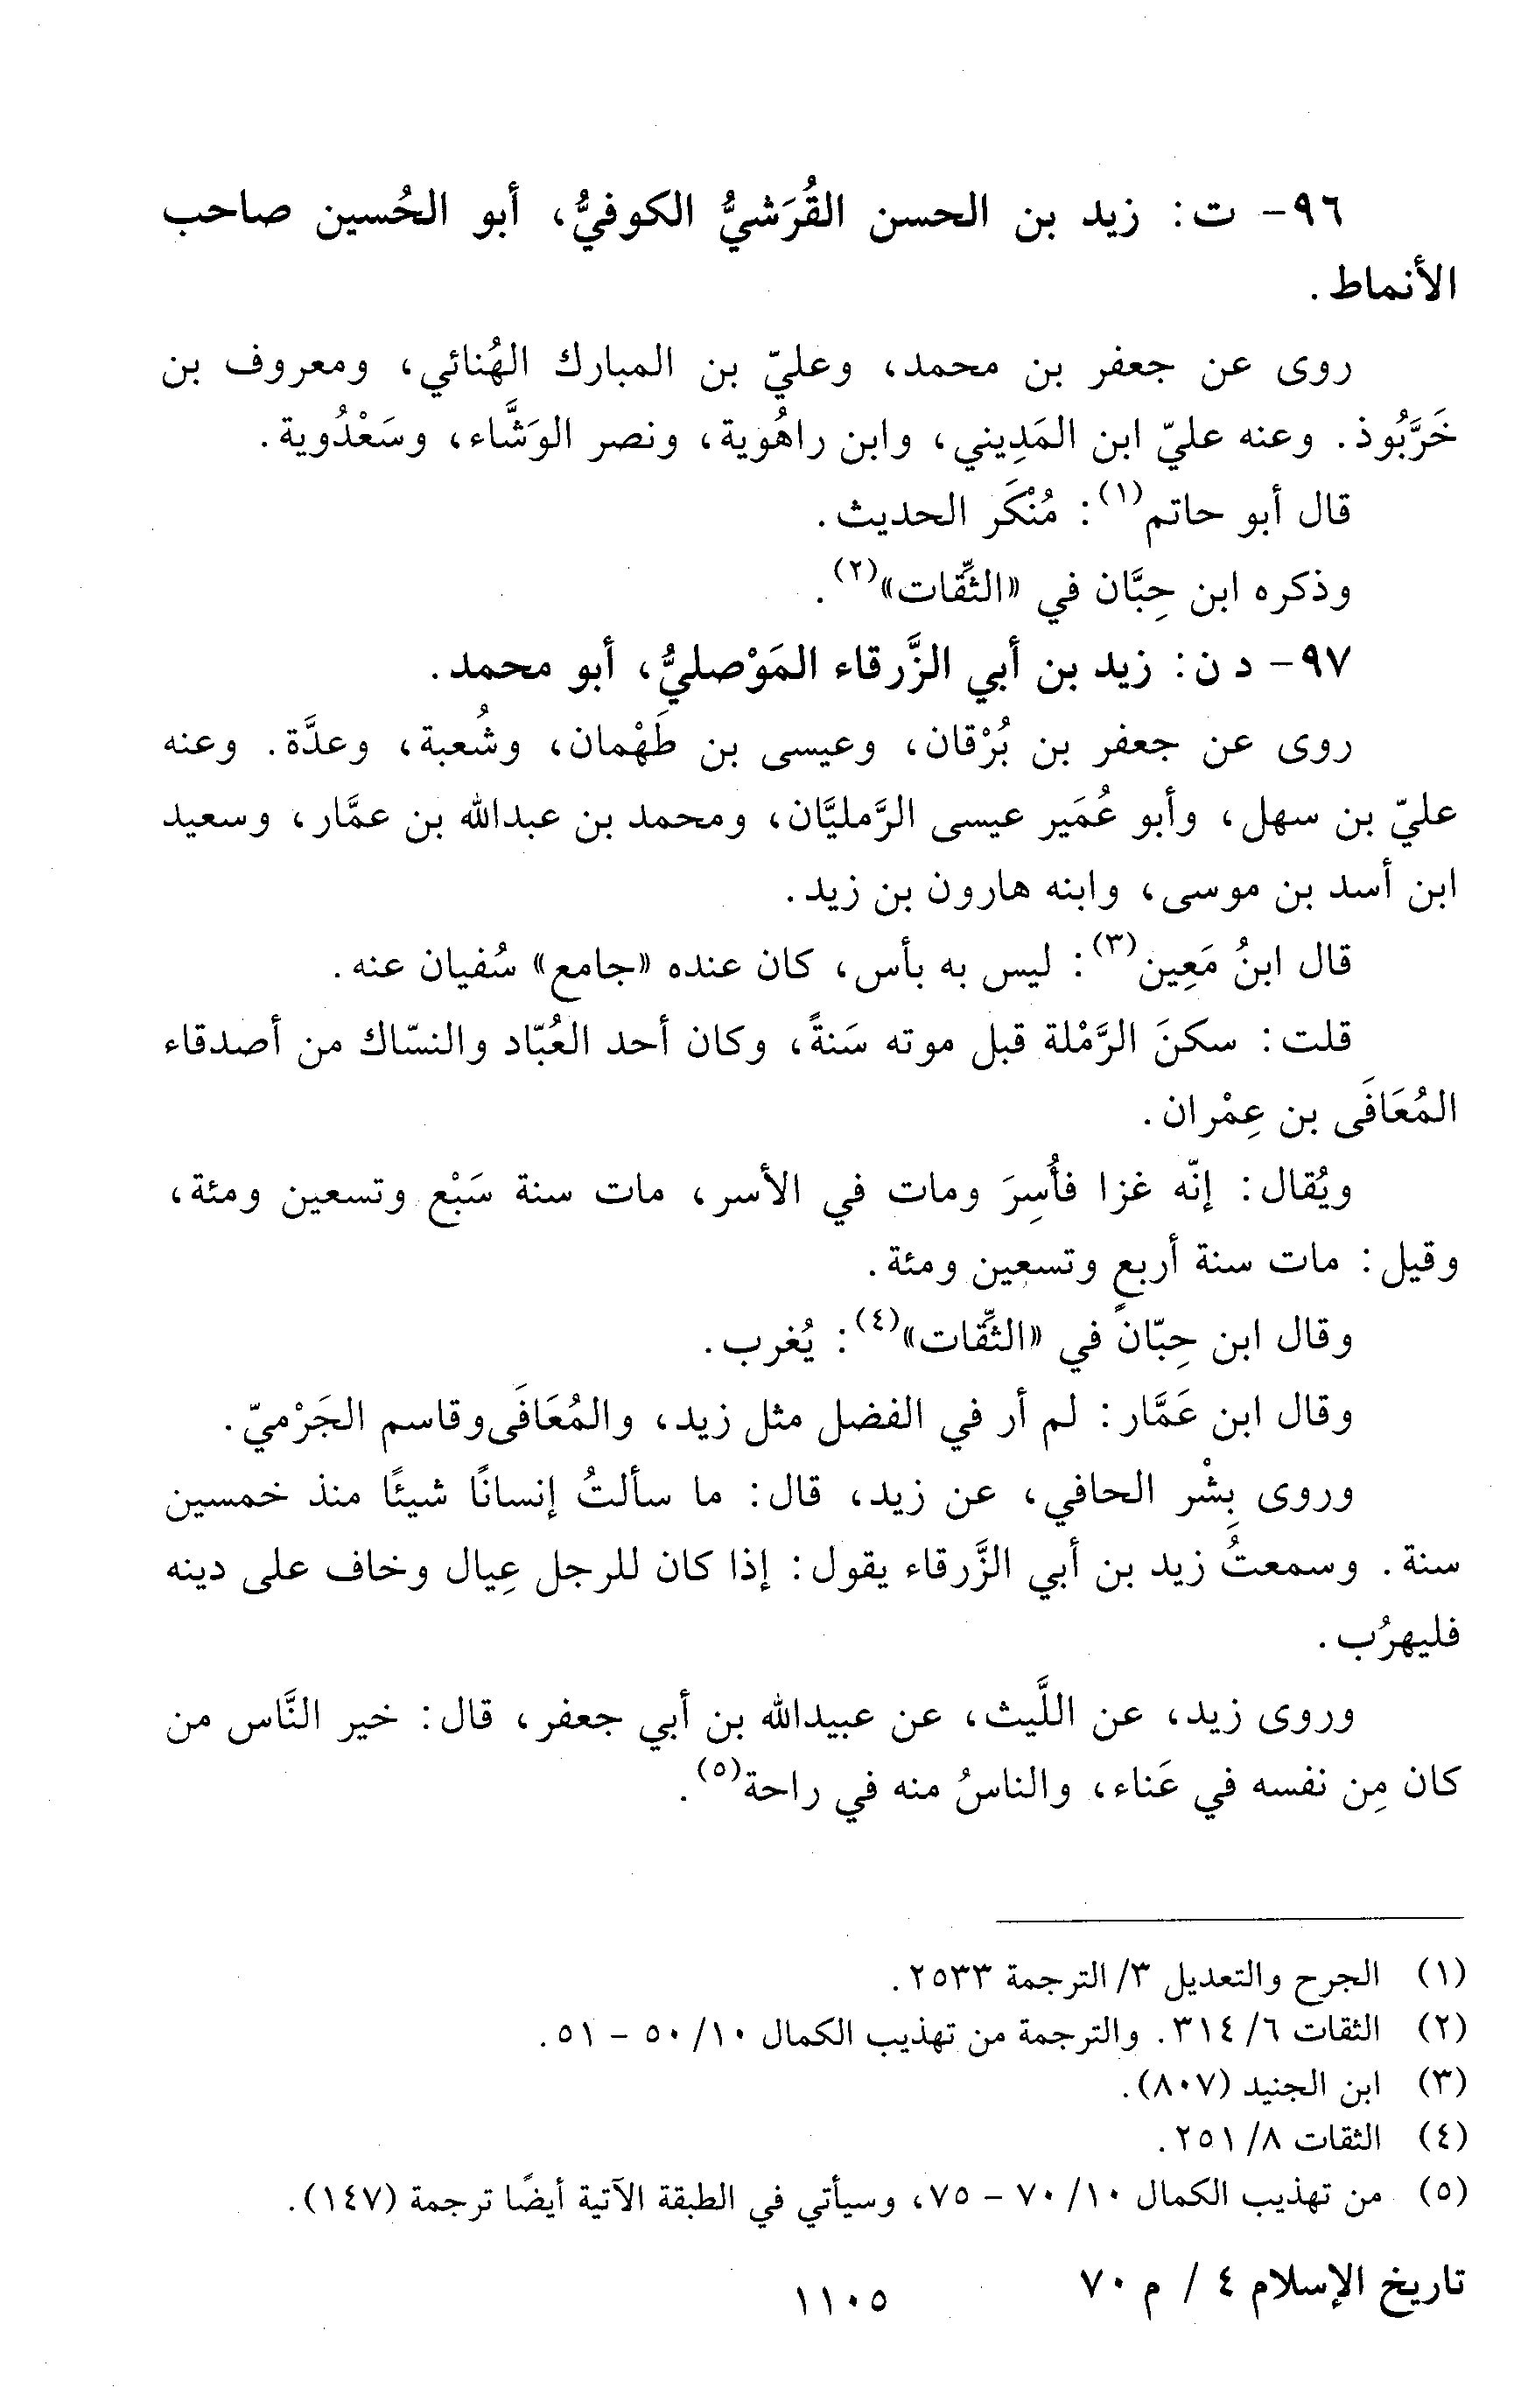 ٩٦- ت: زيد بن الحسن القُرَشيُّ الكوفيُّ، أبو الحُسين صاحب
الأنماط.
روى عن جعفر بن محمد، وعليّ بن المبارك الهُنائي، ومعروف بن
خَرَّبُوذ. وعنه عليّ ابن المَدِيني، وابن راهُوية، ونصر الوَشَّاء، وسَعْدُوية.
قال أبو حاتم(١): مُنْكَر الحديث.
وذكره ابن حِبَّان في «الثِّقات»(٢).
٩٧- د ن: زيد بن أبي الزَّرقاء المَوْصليُّ، أبو محمد.
روى عن جعفر بن بُرْقان، وعيسى بن طَهْمان، وشُعبة، وعدَّة. وعنه
عليّ بن سهل، وأبو عُمَير عيسى الرَّمليَّان، ومحمد بن عبدالله بن عمَّار، وسعيد
ابن أسد بن موسى، وابنه هارون بن زيد.
قال ابنُ مَعِين(٣): ليس به بأس، كان عنده «جامع» سُفيان عنه.
قلت: سكنَ الرَّمْلة قبل موته سَنةً، وكان أحد العُبّاد والنسّاك من أصدقاء
المُعَافَى بن عِمْران.
ويُقال: إنّه غزا فأُسِرَ ومات في الأسر، مات سنة سَبْع وتسعين ومئة،
وقيل: مات سنة أربعٍ وتسعين ومئة.
وقال ابن حِبّان في «الثِّقات»(٤): يُغرب.
وقال ابن عَمَّار: لم أر في الفضل مثل زيد، والمُعَافَى وقاسم الجَرْميّ.
وروى بِشْر الحافي، عن زيد، قال: ما سألتُ إنسانًا شيئًا منذ خمسين
سنة. وسمعتُ زيد بن أبي الزَّرقاء يقول: إذا كان للرجل عِيال وخاف على دينه
فليهرُب.
وروى زيد، عن اللَّيث، عن عبيدالله بن أبي جعفر، قال: خير النَّاس من
كان مِن نفسه في عَناء، والناسُ منه في راحة(٥).
(١) الجرح والتعديل ٣/ الترجمة ٢٥٣٣.
(٢) الثقات ٦/ ٣١٤. والترجمة من تهذيب الكمال ١٠/ ٥٠ - ٥١.
(٣) ابن الجنيد (٨٠٧).
(٤) الثقات ٨/ ٢٥١.
(٥) من تهذيب الكمال ١٠/ ٧٠ - ٧٥، وسيأتي في الطبقة الآتية أيضًا ترجمة (١٤٧).
تاريخ الإسلام ٤ / م ٧٠
١١٠٥